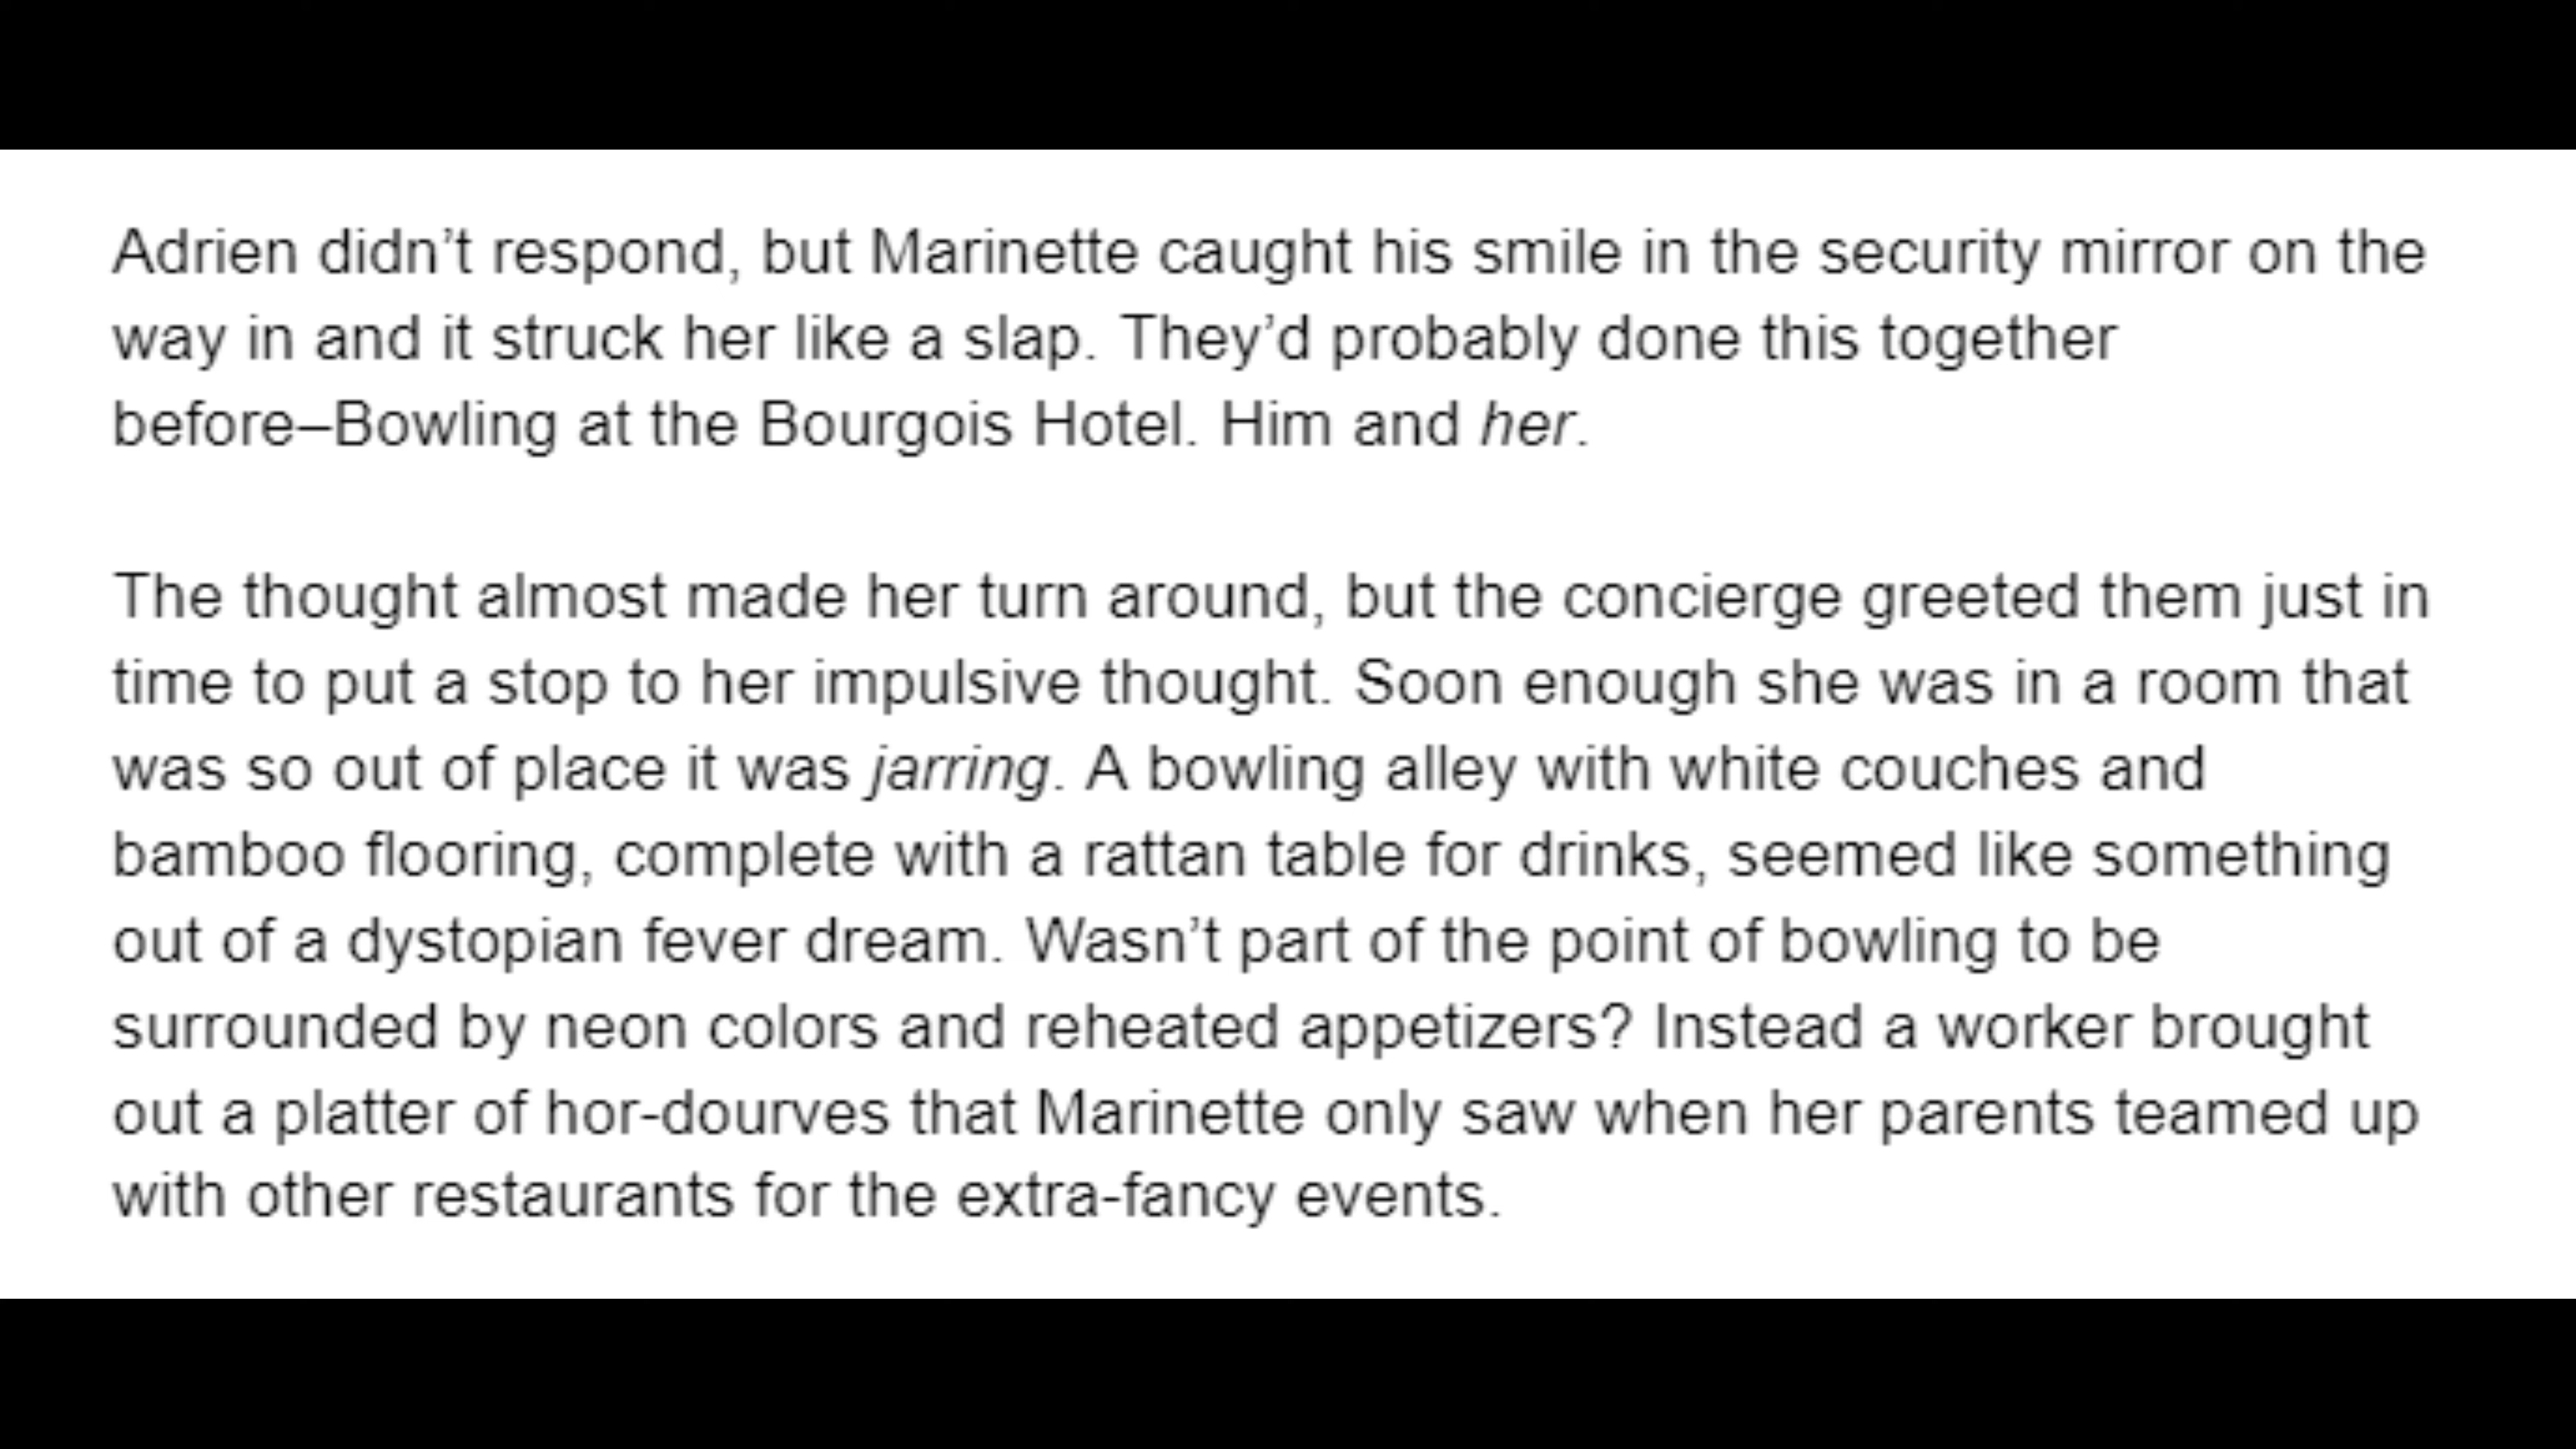 Adrien didn’t respond, but Marinette caught his smile in the security mirror on the
way in and it struck her like a slap. They’d probably done this together
before–Bowling at the Bourgois Hotel. Him and her.
The thought almost made her turn around, but the concierge greeted them just in
time to put a stop to her impulsive thought. Soon enough she was in a room that
was so out of place it was jarring. A bowling alley with white couches and
bamboo flooring, complete with a rattan table for drinks, seemed like something
out of a dystopian fever dream. Wasn’t part of the point of bowling to be
surrounded by neon colors and reheated appetizers? Instead a worker brought
out a platter of hor-dourves that Marinette only saw when her parents teamed up
with other restaurants for the extra-fancy events.